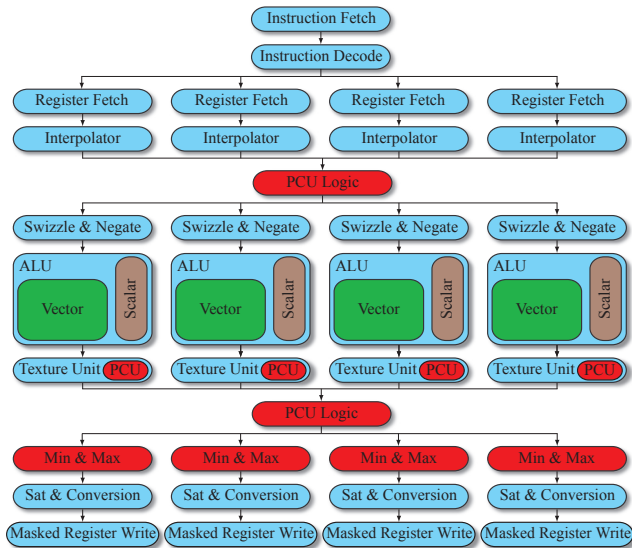 Instruction Fetch
Instruction Decode
Register Fetch Register Fetch Register Fetch Register Fetch
Interpolator Interpolator Interpolator Interpolator
PCU Logic
Swizzle & Negate Swizzle & Negate Swizzle & Negate Swizzle & Negate
ALU ALU ALU ALU
Vector Scalar Vector Scalar Vector Scalar Vector Scalar
Texture Unit PCU Texture Unit PCU Texture Unit PCU Texture Unit PCU
PCU Logic
Min & Max Min & Max Min & Max Min & Max
Sat & Conversion Sat & Conversion Sat & Conversion Sat & Conversion
Masked Register Write Masked Register Write Masked Register Write Masked Register Write